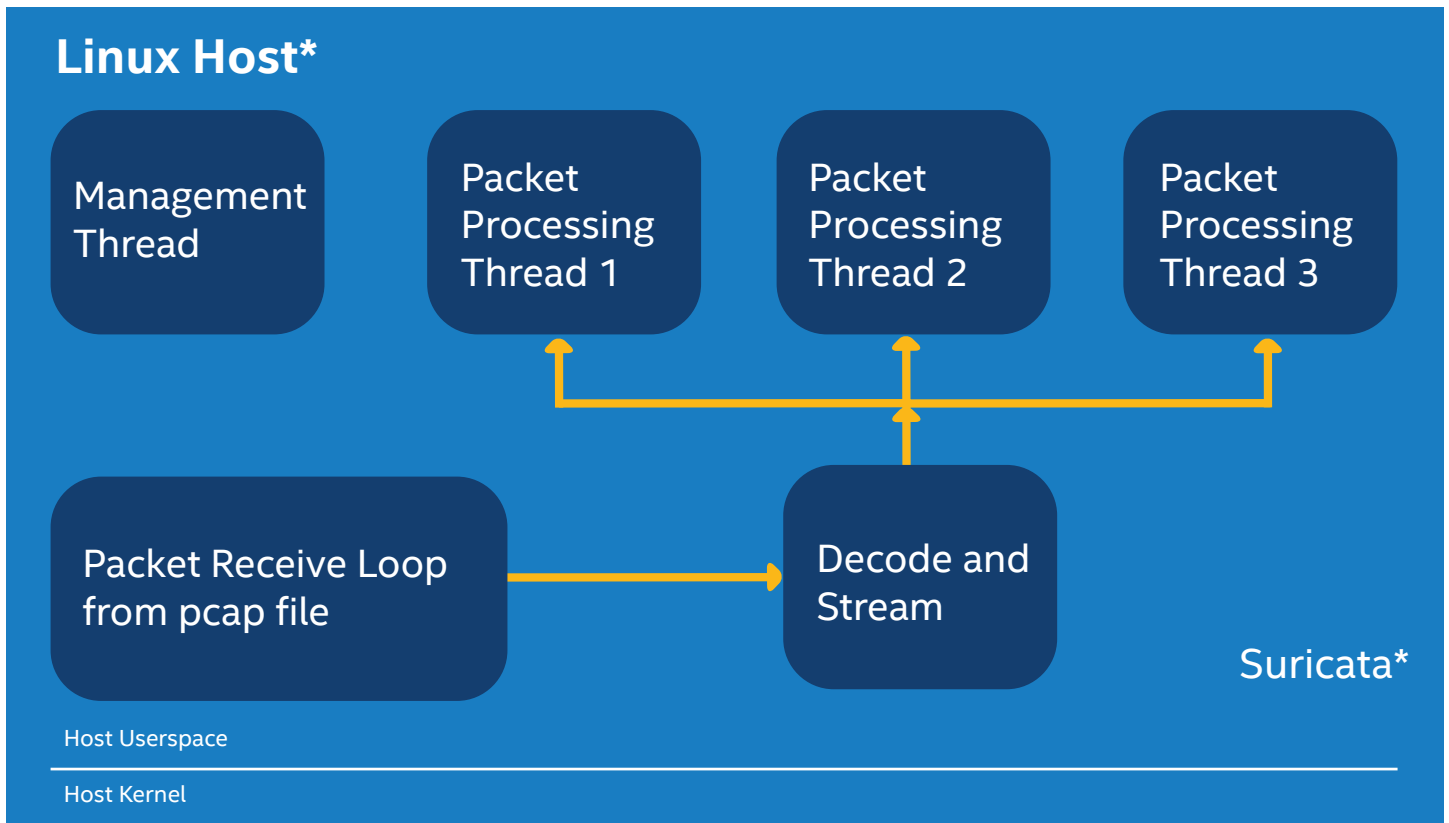 Linux Host*
Management
Thread
Packet
Processing
Thread 1
Packet
Processing
Thread 2
Packet
Processing
Thread 3
Packet Receive Loop
from pcap file
Decode and
Stream
Suricata*
Host Userspace
Host Kernel